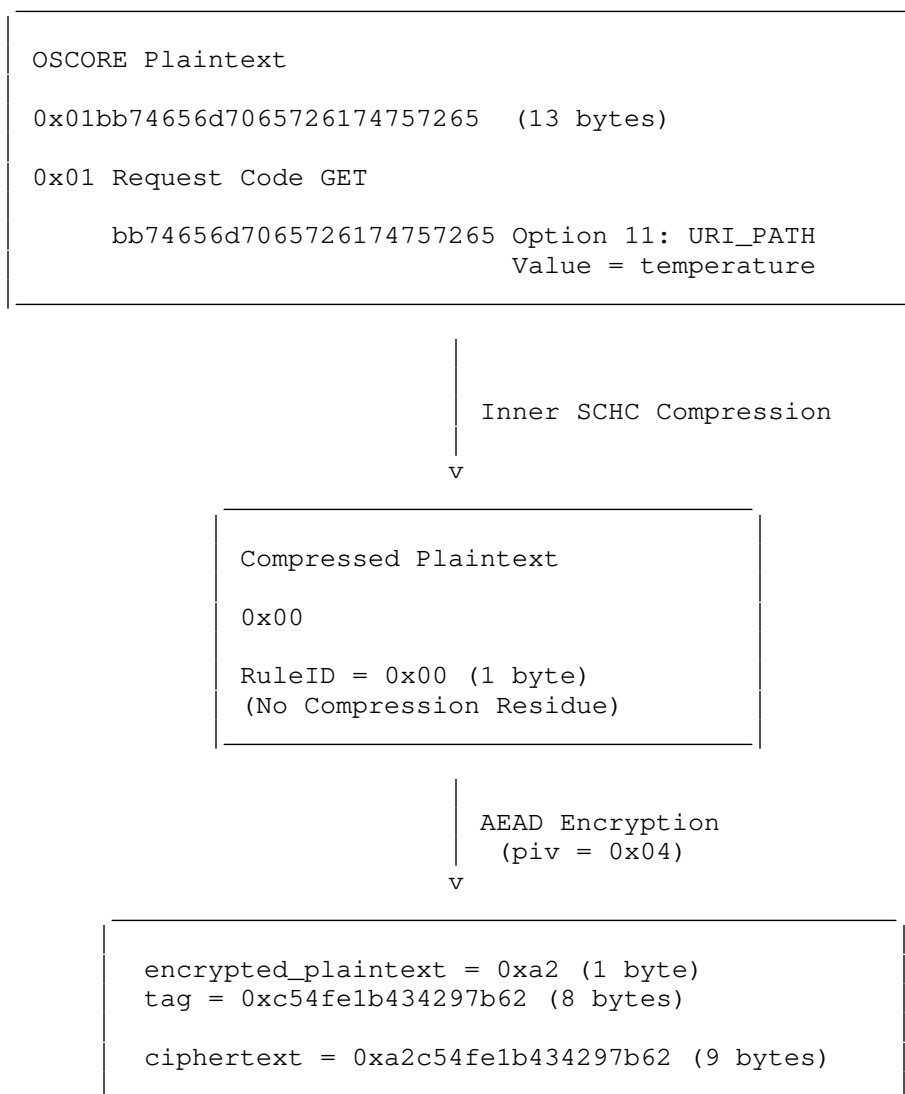 OSCORE Plaintext
0x01bb74656d7065726174757265 (13 bytes)
0x01 Request Code GET
bb74656d7065726174757265 Option 11: URI_PATH
Value = temperature
Inner SCHC Compression
v
Compressed Plaintext
0x00
RuleID = 0x00 (1 byte)
(No Compression Residue)
AEAD Encryption
(piv = 0x04)
v
encrypted_plaintext = 0xa2 (1 byte)
tag = 0xc54fe1b434297b62 (8 bytes)
ciphertext = 0xa2c54fe1b434297b62 (9 bytes)